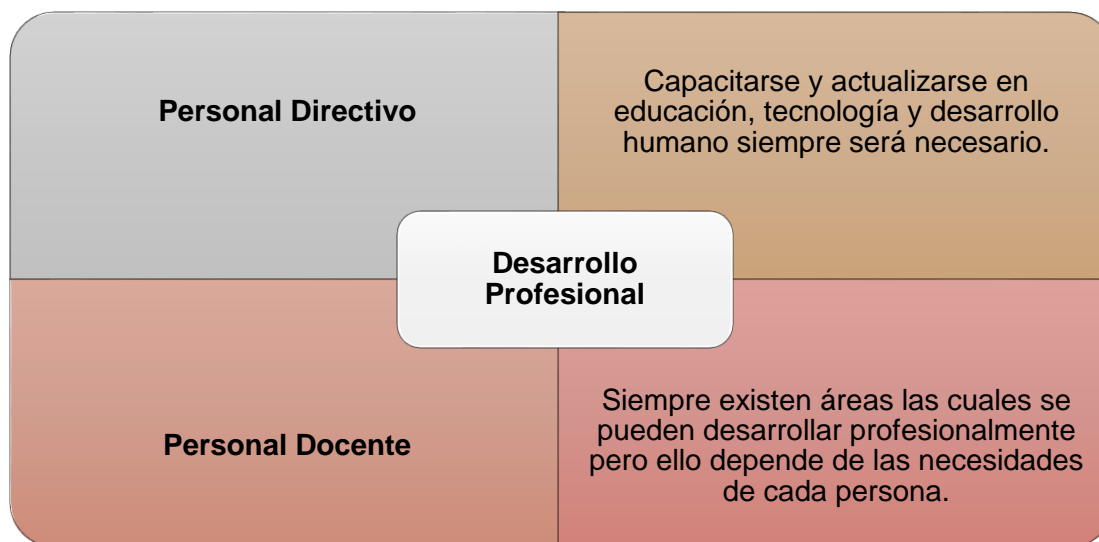 Personal Directivo
Capacitarse y actualizarse en
educación, tecnología y desarrollo
humano siempre será necesario.
Desarrollo
Profesional
Personal Docente
Siempre existen áreas las cuales se
pueden desarrollar profesionalmente
pero ello depende de las necesidades
de cada persona.